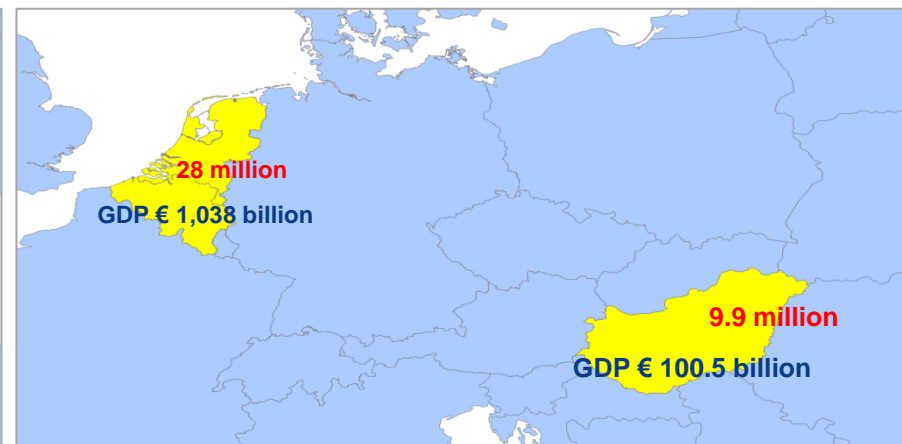 28 million
GDP € 1,038 billion
9.9 million
GDP € 100.5 billion